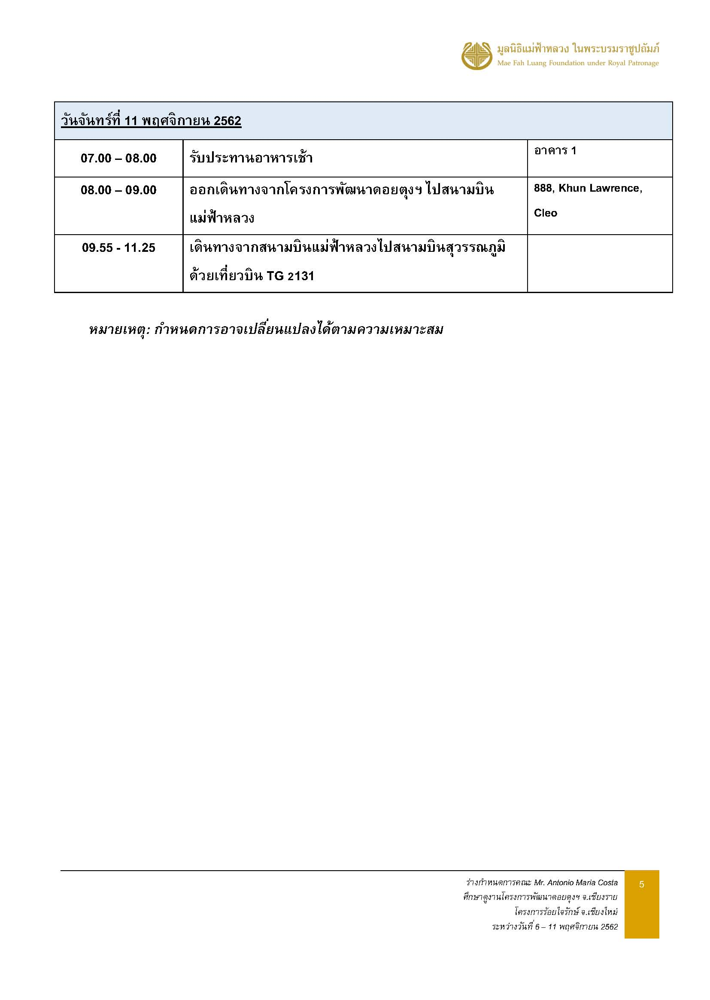 มูลนิธิแม่ฟ้าหลวง ในพระบรมราชูปถัมภ์
Mae Fah Luang Foundation under Royal Patronage
วันจันทร์ที่ 11 พฤศจิกายน 2562
07.00 – 08.00
รับประทานอาหารเช้า
อาคาร 1
08.00 – 09.00
ออกเดินทางจากโครงการพัฒนาดอยตุงฯ ไปสนามบิน
แม่ฟ้าหลวง
888, Khun Lawrence,
Cleo
09.55 - 11.25
เดินทางจากสนามบินแม่ฟ้าหลวงไปสนามบินสุวรรณภูมิ
ด้วยเที่ยวบิน TG 2131
หมายเหตุ: กำหนดการอาจเปลี่ยนแปลงได้ตามความเหมาะสม
ร่างกำหนดการคณะ Mr. Antonio Maria Costa
ศึกษาดูงานโครงการพัฒนาดอยตุงฯ จ.เชียงราย
โครงการร้อยใจรักษ์ จ.เชียงใหม่
ระหว่างวันที่ 6 – 11 พฤศจิกายน 2562
5